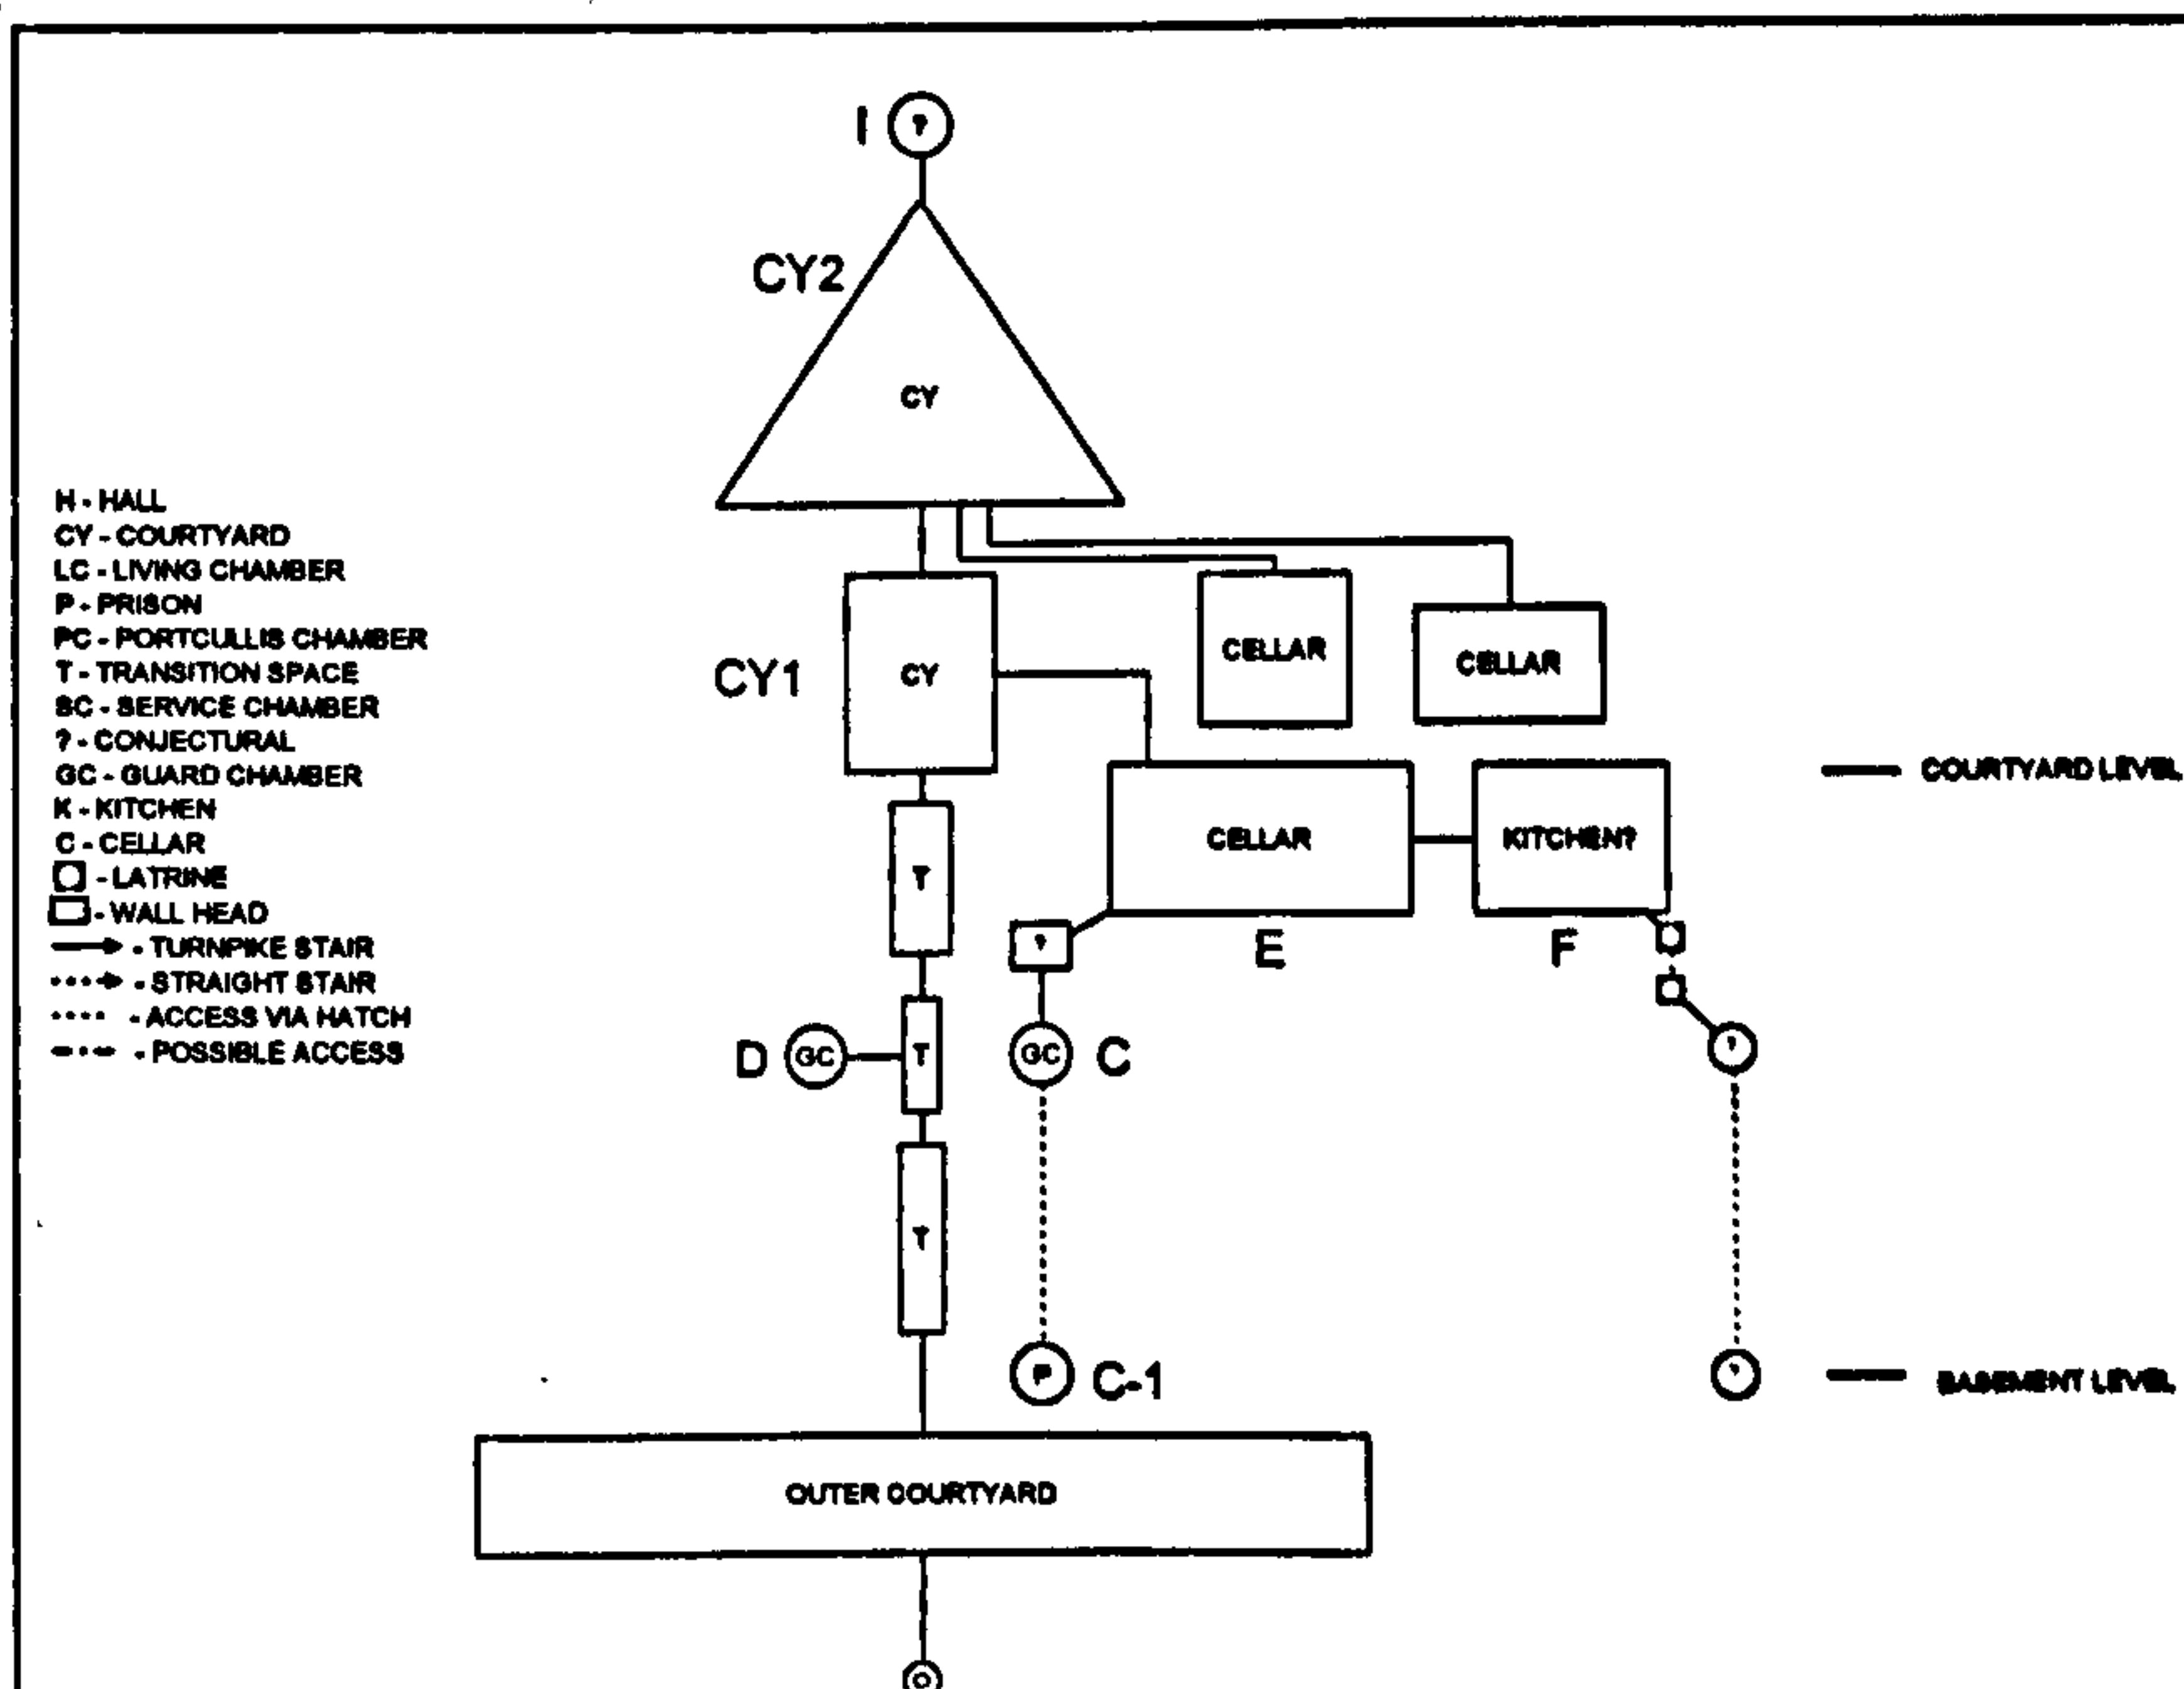 I ?
CY2
CY
H - HALL
CY - COURTYARD
LC - LIVING CHAMBER
P - PRISON
PC - PORTCULLIS CHAMBER
T - TRANSITION SPACE
SC - SERVICE CHAMBER
? - CONJECTURAL
GC - GUARD CHAMBER
K - KITCHEN
C - CELLAR
- LATRINE
- WALL HEAD
- TURNPIKE STAIR
- STRAIGHT STAIR
- ACCESS VIA HATCH
- POSSIBLE ACCESS
CY1
CY
CELLAR
CELLAR
COURTYARD LEVEL
T
CELLAR
KITCHEN?
?
E
F
D GC
T
GC C
?
T
P C-1
?
BASEMENT LEVEL
OUTER COURTYARD